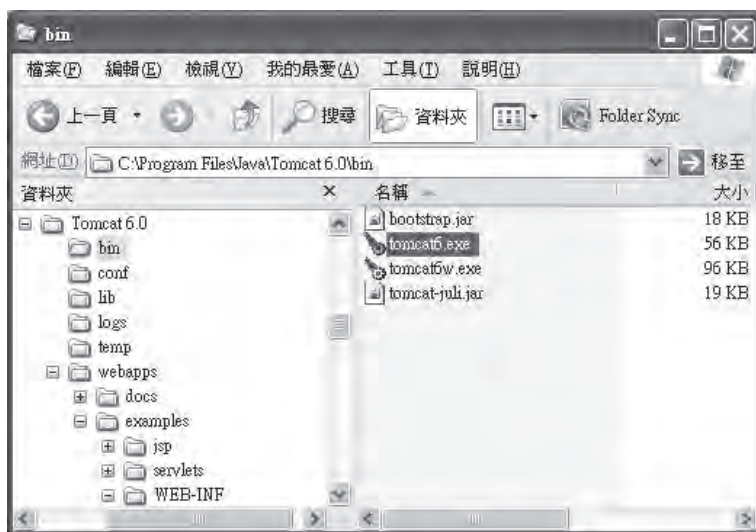 bin
檔案(F) 編輯(E) 檢視(V) 我的最愛(A) 工具(T) 說明(H)
上一頁 搜尋 資料夾 Folder Sync
網址(D) C:\Program Files\Java\Tomcat 6.0\bin 移至
資料夾 × 名稱 大小
Tomcat 6.0
bin
conf
lib
logs
temp
webapps
docs
examples
jsp
servlets
WEB-INF
bootstrap.jar 18 KB
tomcat6.exe 56 KB
tomcat6w.exe 96 KB
tomcat-juli.jar 19 KB